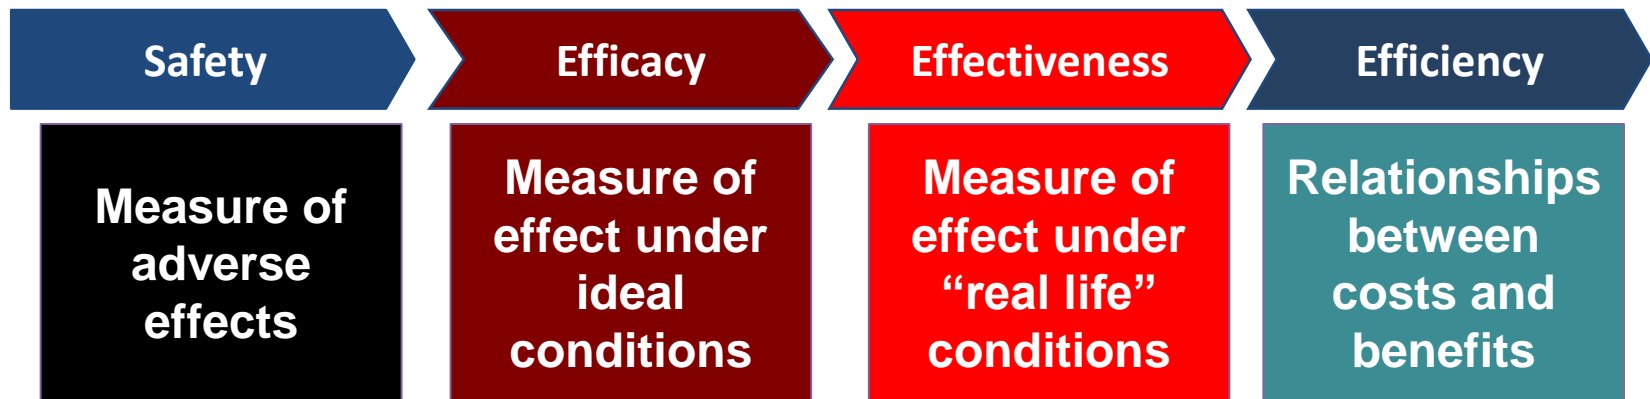 Safety
Efficacy
Effectiveness
Efficiency
Measure of
adverse
effects
Measure of
effect under
ideal
conditions
Measure of
effect under
“real life”
conditions
Relationships
between
costs and
benefits